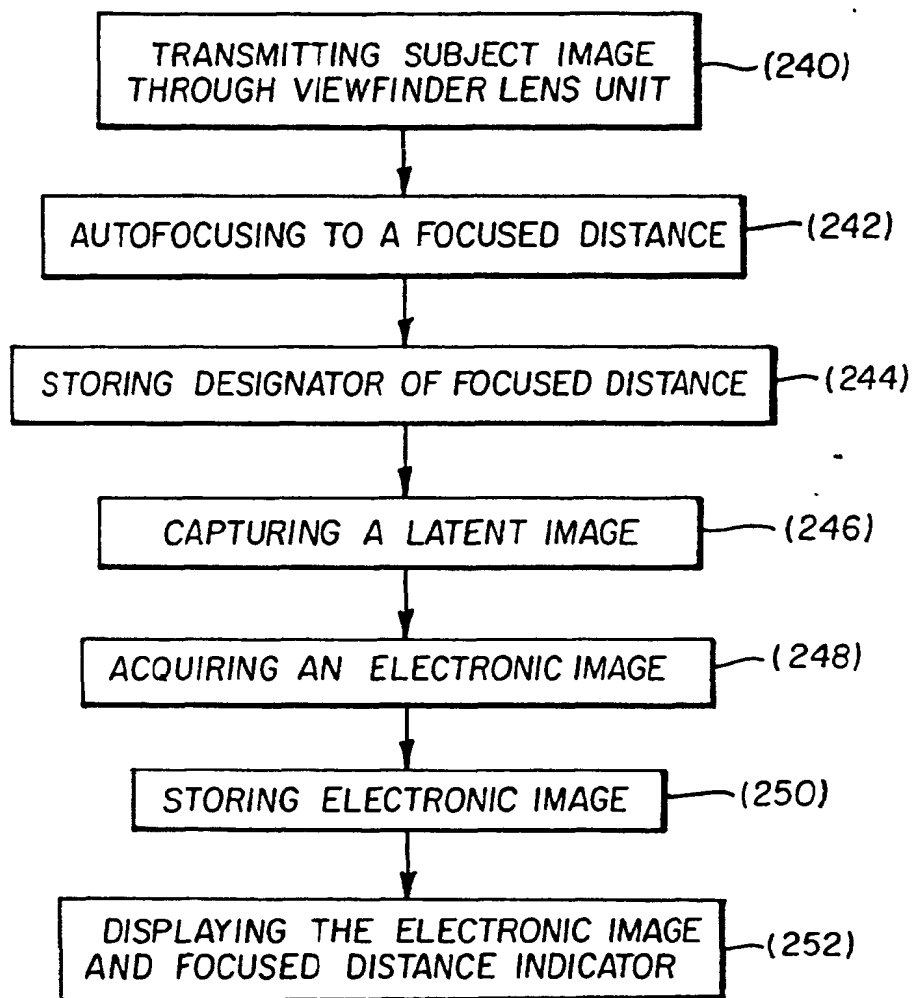 TRANSMITTING SUBJECT IMAGE
THROUGH VIEWFINDER LENS UNIT
(240)
AUTOFOCUSING TO A FOCUSED DISTANCE
(242)
STORING DESIGNATOR OF FOCUSED DISTANCE
(244)
CAPTURING A LATENT IMAGE
(246)
ACQUIRING AN ELECTRONIC IMAGE
(248)
STORING ELECTRONIC IMAGE
(250)
DISPLAYING THE ELECTRONIC IMAGE
AND FOCUSED DISTANCE INDICATOR
(252)